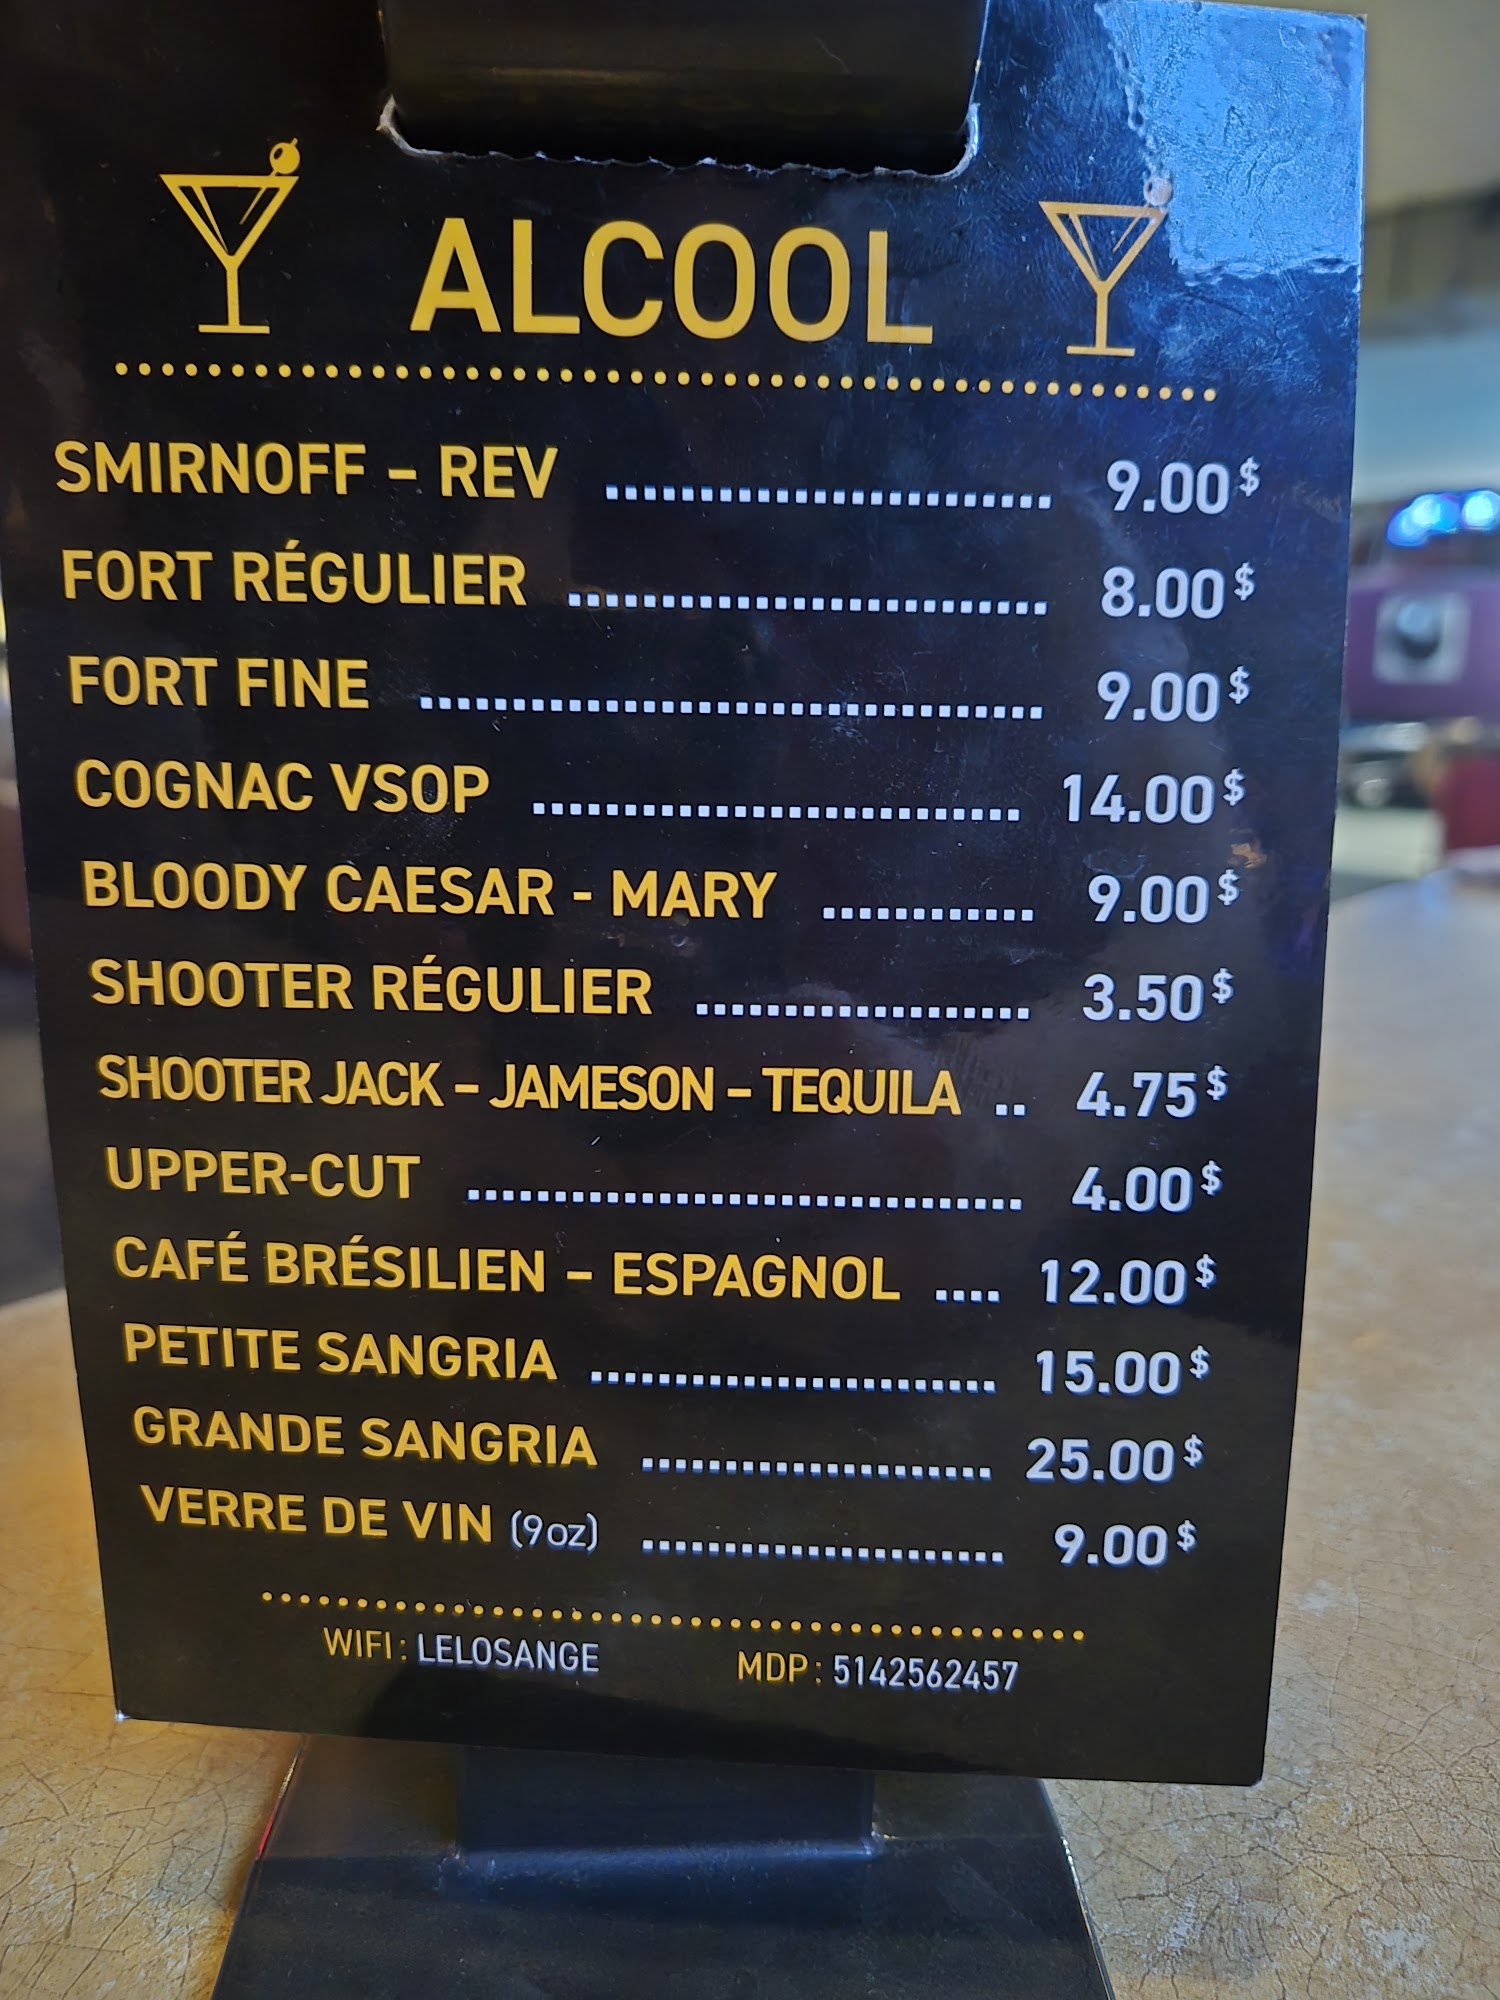 ALCOOL
SMIRNOFF – REV ........................ 9.00$
FORT RÉGULIER .......................... 8.00$
FORT FINE .................................. 9.00$
COGNAC VSOP .......................... 14.00$
BLOODY CAESAR - MARY ............ 9.00$
SHOOTER RÉGULIER ................... 3.50$
SHOOTER JACK – JAMESON – TEQUILA .. 4.75$
UPPER-CUT ............................... 4.00$
CAFÉ BRÉSILIEN – ESPAGNOL .... 12.00$
PETITE SANGRIA ...................... 15.00$
GRANDE SANGRIA .................... 25.00$
VERRE DE VIN (9oz) .................... 9.00$
WIFI : LELOSANGE MDP : 5142562457